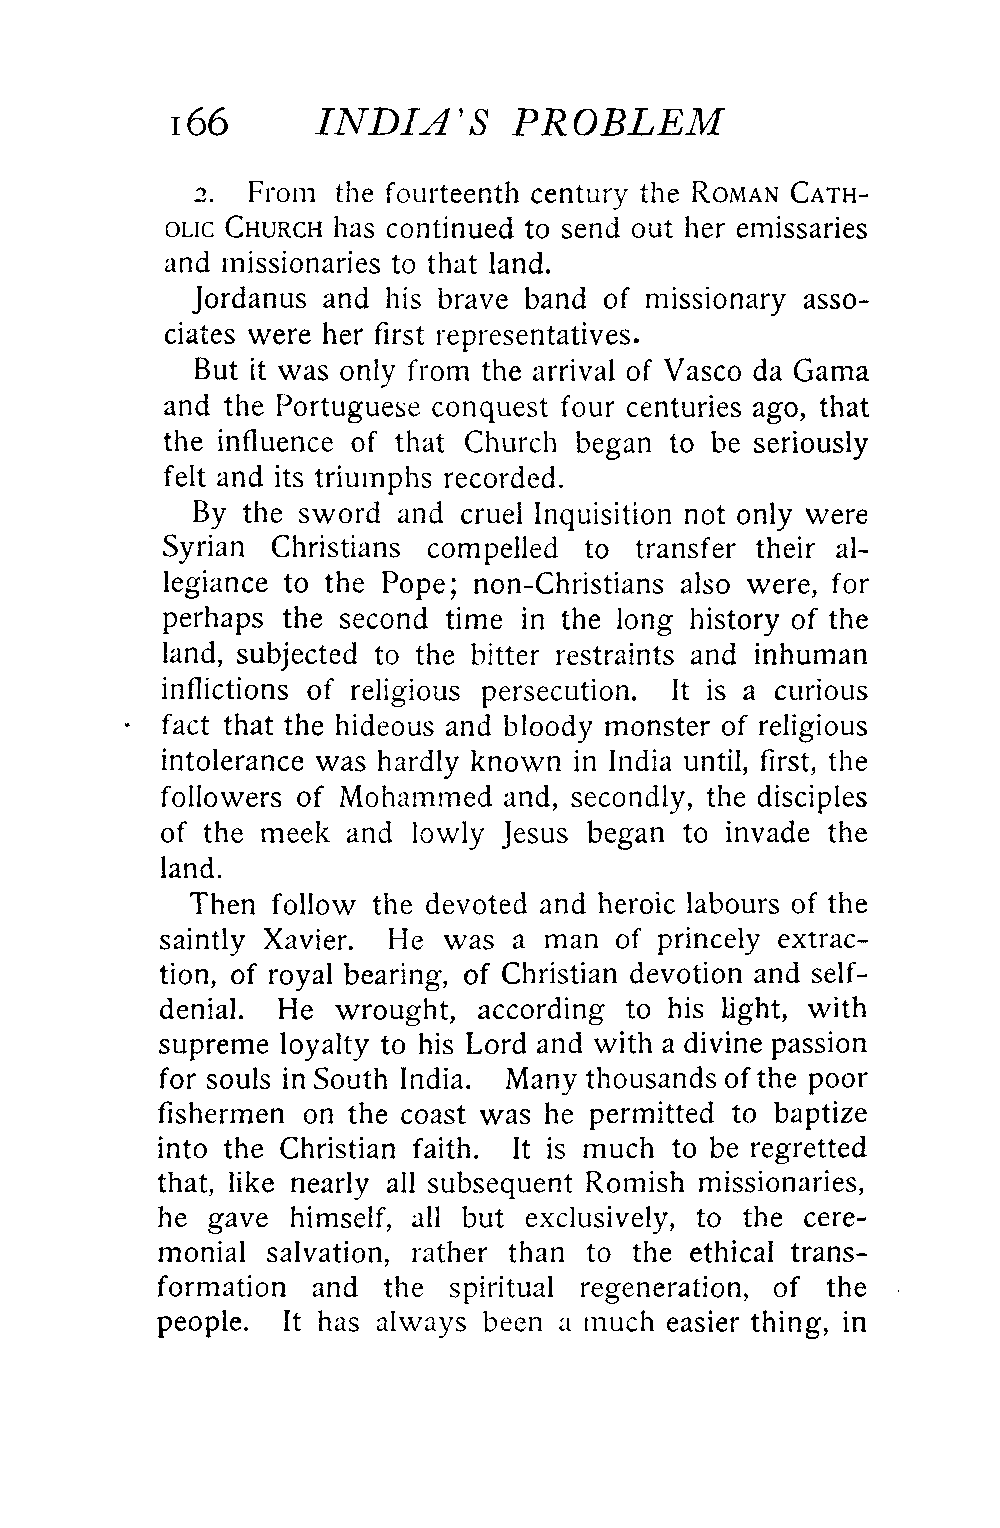 166 INDIA'S PROBLEM
2. From the fourteenth century the ROMAN CATH-
OLIC CHURCH has continued to send out her emissaries
and missionaries to that land.
Jordanus and his brave band of missionary asso-
ciates were her first representatives.
But it was only from the arrival of Vasco da Gama
and the Portuguese conquest four centuries ago, that
the influence of that Church began to be seriously
felt and its triumphs recorded.
By the sword and cruel Inquisition not only were
Syrian Christians compelled to transfer their al-
legiance to the Pope; non-Christians also were, for
perhaps the second time in the long history of the
land, subjected to the bitter restraints and inhuman
inflictions of religious persecution. It is a curious
fact that the hideous and bloody monster of religious
intolerance was hardly known in India until, first, the
followers of Mohammed and, secondly, the disciples
of the meek and lowly Jesus began to invade the
land.
Then follow the devoted and heroic labours of the
saintly Xavier. He was a man of princely extrac-
tion, of royal bearing, of Christian devotion and self-
denial. He wrought, according to his light, with
supreme loyalty to his Lord and with a divine passion
for souls in South India. Many thousands of the poor
fishermen on the coast was he permitted to baptize
into the Christian faith. It is much to be regretted
that, like nearly all subsequent Romish missionaries,
he gave himself, all but exclusively, to the cere-
monial salvation, rather than to the ethical trans-
formation and the spiritual regeneration, of the
people. It has always been a much easier thing, in